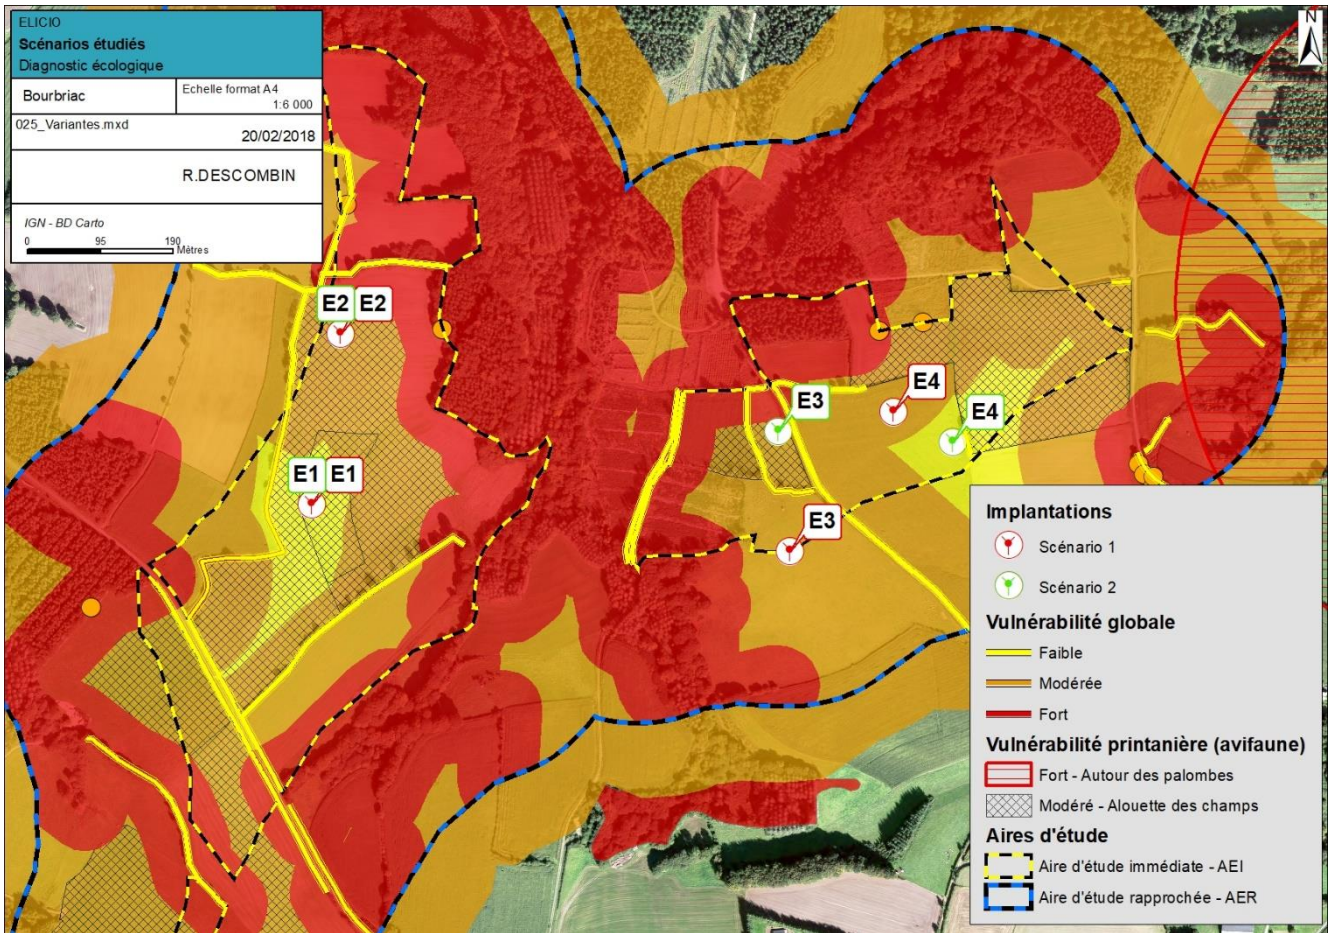 ELICIO
Scénarios étudiés
Diagnostic écologique
Bourbriac
Echelle format A4
1:6 000
025_Variantes.mxd
20/02/2018
R.DESCOMBIN
IGN - BD Carto
0 95 190
Mètres
N
E2 E2
E1 E1
E3
E4
E4
E3
Implantations
Scénario 1
Scénario 2
Vulnérabilité globale
Faible
Modérée
Fort
Vulnérabilité printanière (avifaune)
Fort - Autour des palombes
Modéré - Alouette des champs
Aires d'étude
Aire d'étude immédiate - AEI
Aire d'étude rapprochée - AER